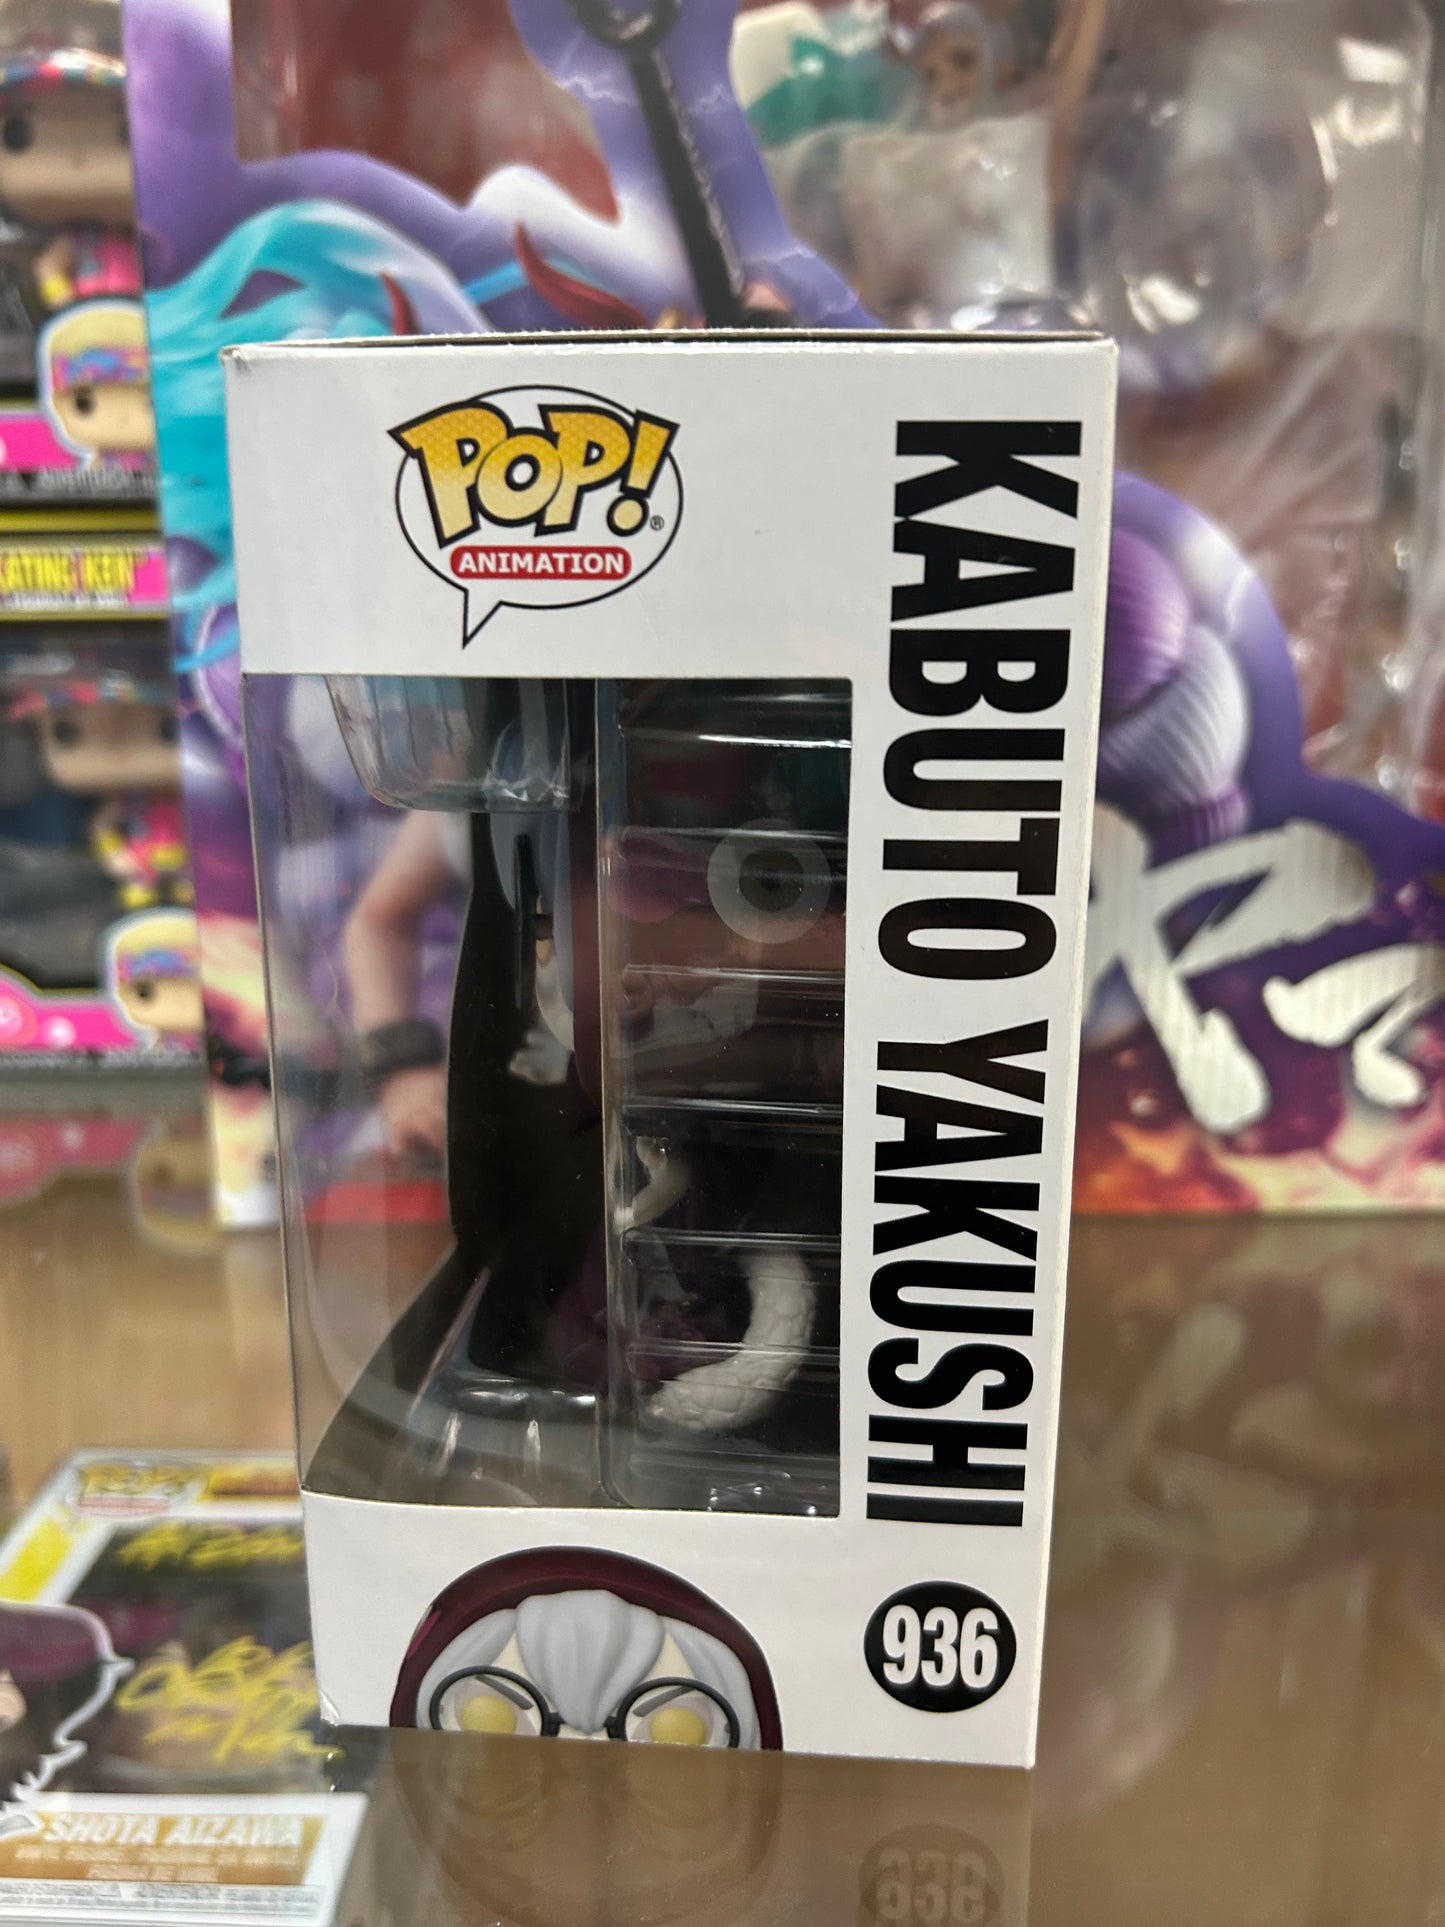 POP!®
ANIMATION
KABUTO YAKUSHI
936
SKATING KEN
SHOTA AIZAWA